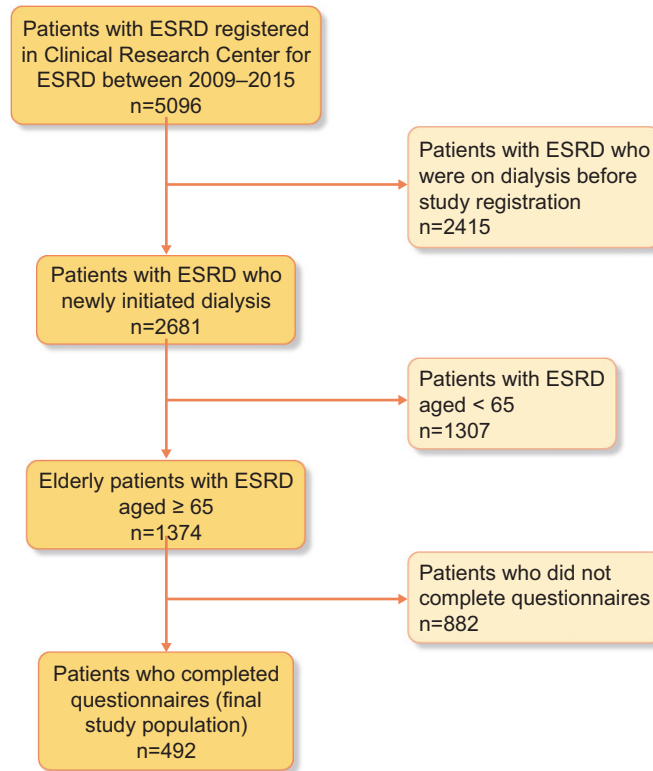 Patients with ESRD registered
in Clinical Research Center for
ESRD between 2009–2015
n=5096
Patients with ESRD who
were on dialysis before
study registration
n=2415
Patients with ESRD who
newly initiated dialysis
n=2681
Patients with ESRD
aged < 65
n=1307
Elderly patients with ESRD
aged ≥ 65
n=1374
Patients who did not
complete questionnaires
n=882
Patients who completed
questionnaires (final
study population)
n=492